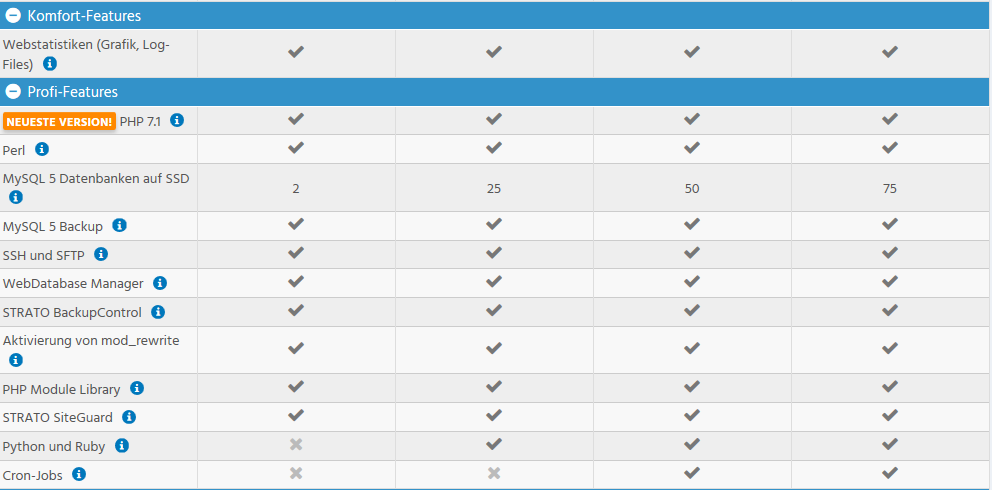 Komfort-Features
Webstatistiken (Grafik, Log-
Files)
Profi-Features
NEUESTE VERSION! PHP 7.1
Perl
MySQL 5 Datenbanken auf SSD
2 25 50 75
MySQL 5 Backup
SSH und SFTP
WebDatabase Manager
STRATO BackupControl
Aktivierung von mod_rewrite
PHP Module Library
STRATO SiteGuard
Python und Ruby
Cron-Jobs